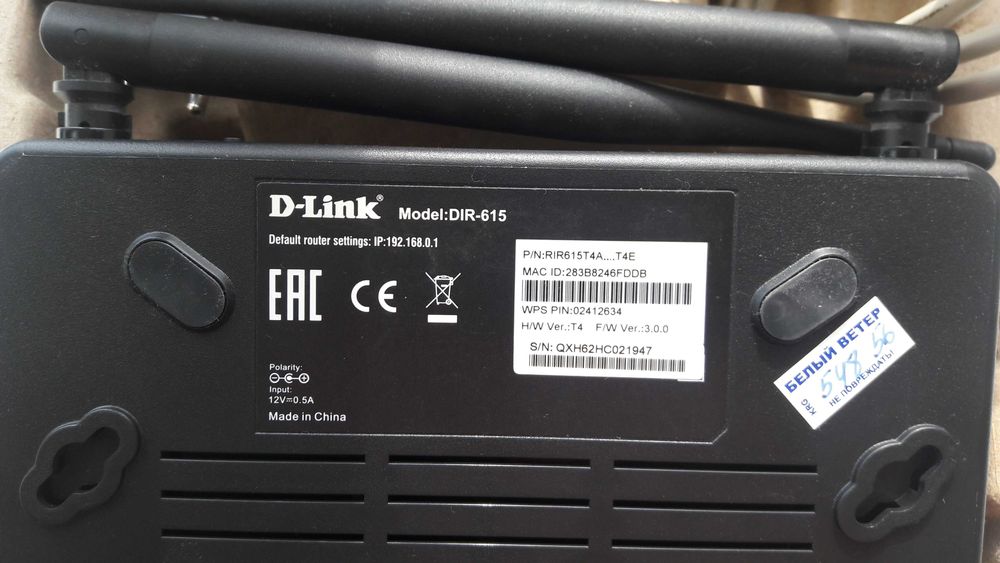 D-Link® Model:DIR-615
Default router settings: IP:192.168.0.1
EAC CE
Polarity:
Input:
12V⎓0.5A
Made in China
P/N:RIR615T4A....T4E
MAC ID:283B8246FDDB
WPS PIN:02412634
H/W Ver.:T4 F/W Ver.:3.0.0
S/N: QXH62HC021947
БЕЛЫЙ ВЕТЕР
548 56
KRG НЕ ПОВРЕЖДАТЬ!